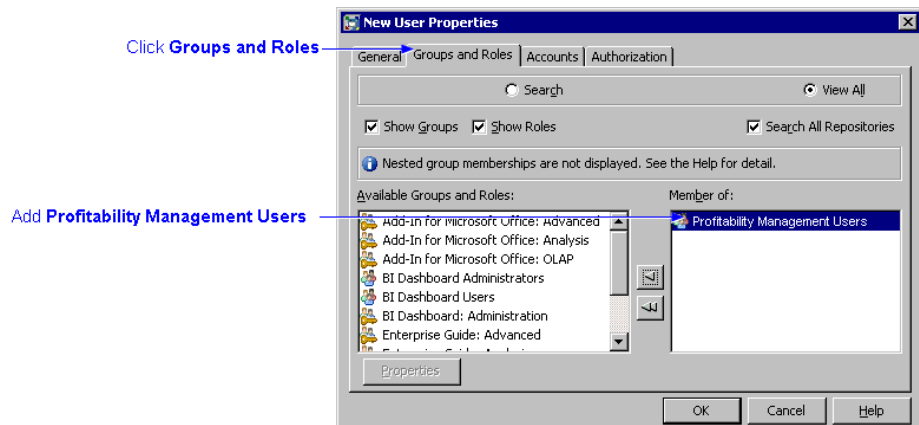 New User Properties
Click Groups and Roles
General Groups and Roles Accounts Authorization
Search View All
Show Groups Show Roles Search All Repositories
Nested group memberships are not displayed. See the Help for detail.
Available Groups and Roles: Member of:
Add Profitability Management Users
Add-In for Microsoft Office: Advanced
Add-In for Microsoft Office: Analysis
Add-In for Microsoft Office: OLAP
BI Dashboard Administrators
BI Dashboard Users
BI Dashboard: Administration
Enterprise Guide: Advanced
Profitability Management Users
Properties
OK Cancel Help